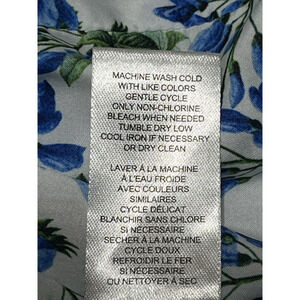 MACHINE WASH COLD
WITH LIKE COLORS
GENTLE CYCLE
ONLY NON-CHLORINE
BLEACH WHEN NEEDED
TUMBLE DRY LOW
COOL IRON IF NECESSARY
OR DRY CLEAN
LAVER À LA MACHINE
À L'EAU FROIDE
AVEC COULEURS
SIMILAIRES
CYCLE DÉLICAT
BLANCHIR SANS CHLORE
SI NÉCESSAIRE
SECHER À LA MACHINE
CYCLE DOUX
REFROIDIR LE FER
SI NÉCESSAIRE
OU NETTOYER À SEC